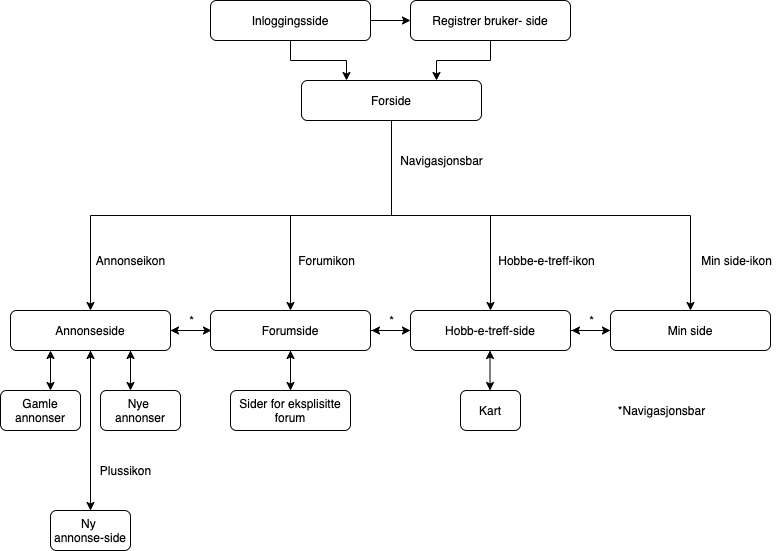 Inloggingsside
Registrer bruker- side
Forside
Navigasjonsbar
Annonseikon
Forumikon
Hobbe-e-treff-ikon
Min side-ikon
Annonseside
*
Forumside
*
Hobb-e-treff-side
*
Min side
Gamle
annonser
Nye
annonser
Sider for eksplisitte
forum
Kart
*Navigasjonsbar
Plussikon
Ny
annonse-side